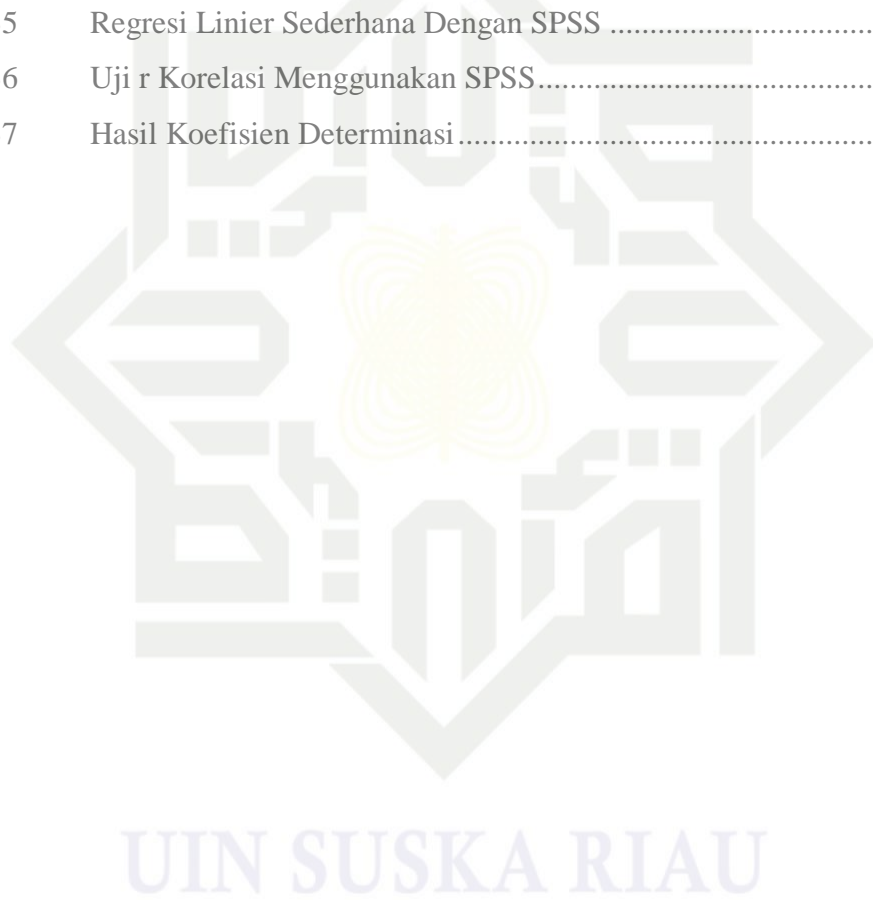 5 Regresi Linier Sederhana Dengan SPSS ................................
6 Uji r Korelasi Menggunakan SPSS..........................................
7 Hasil Koefisien Determinasi....................................................
UIN SUSKA RIAU